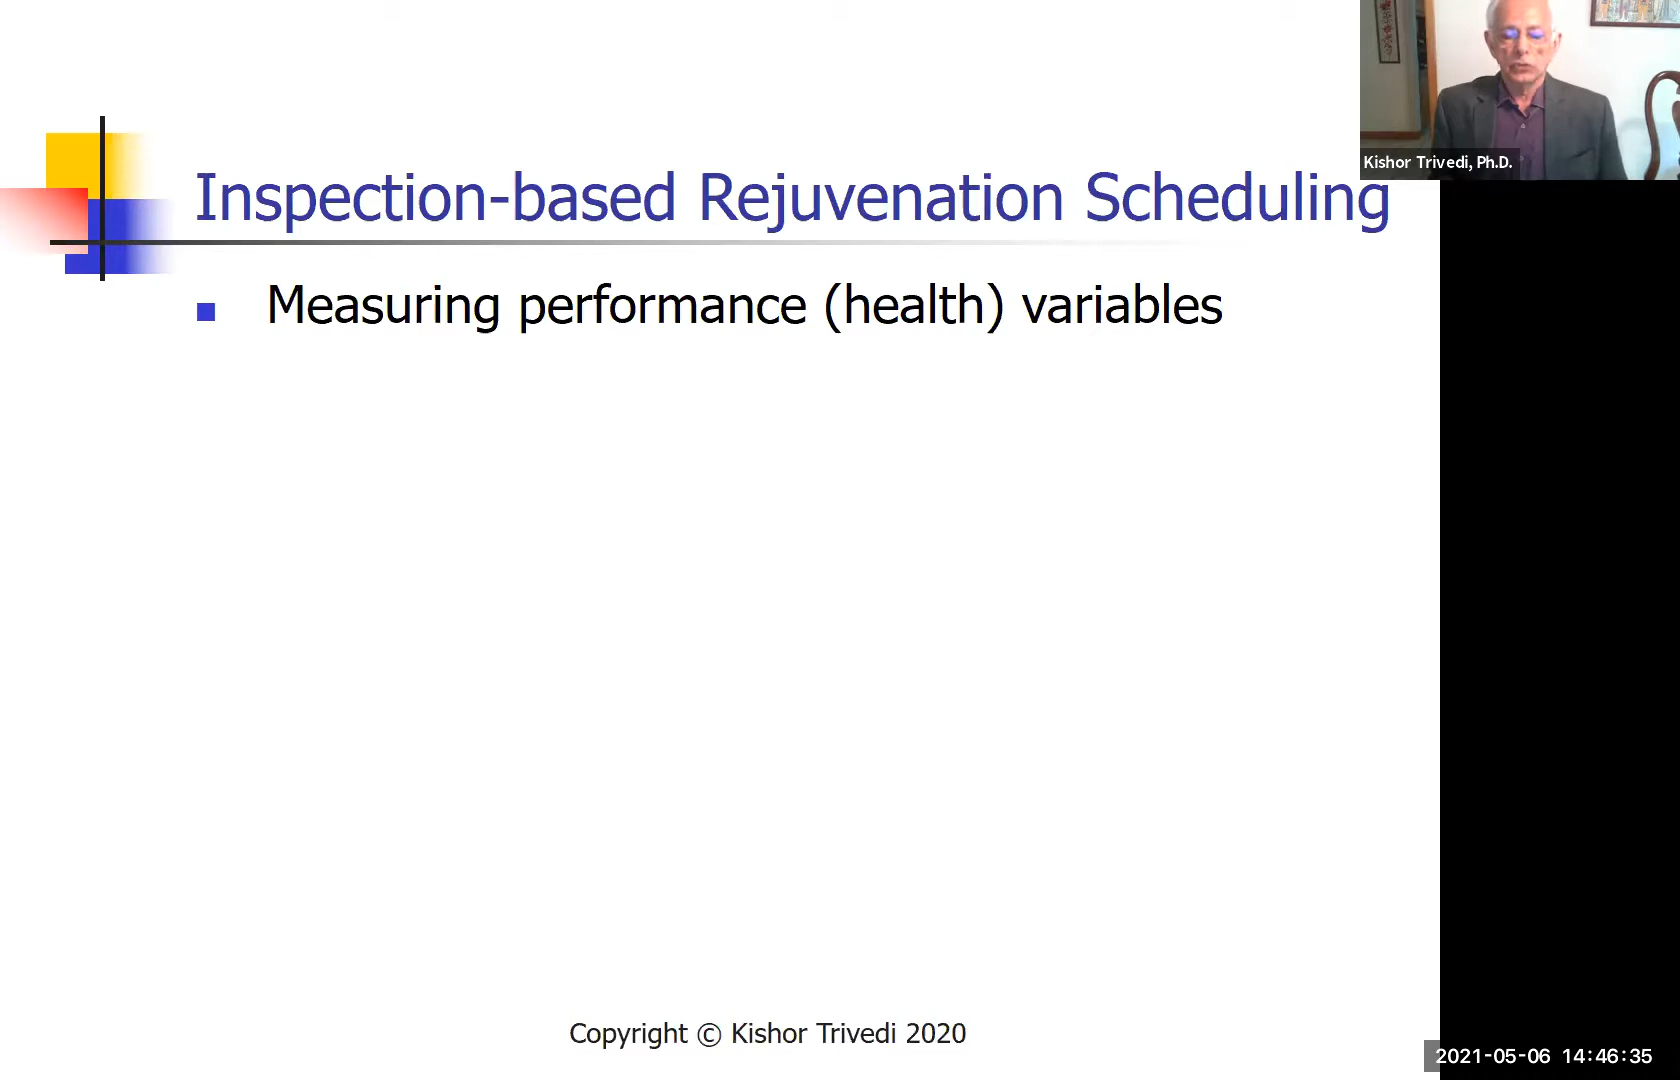 Kishor Trivedi, Ph.D.
Inspection-based Rejuvenation Scheduling
Measuring performance (health) variables
Copyright © Kishor Trivedi 2020
2021-05-06 14:46:35